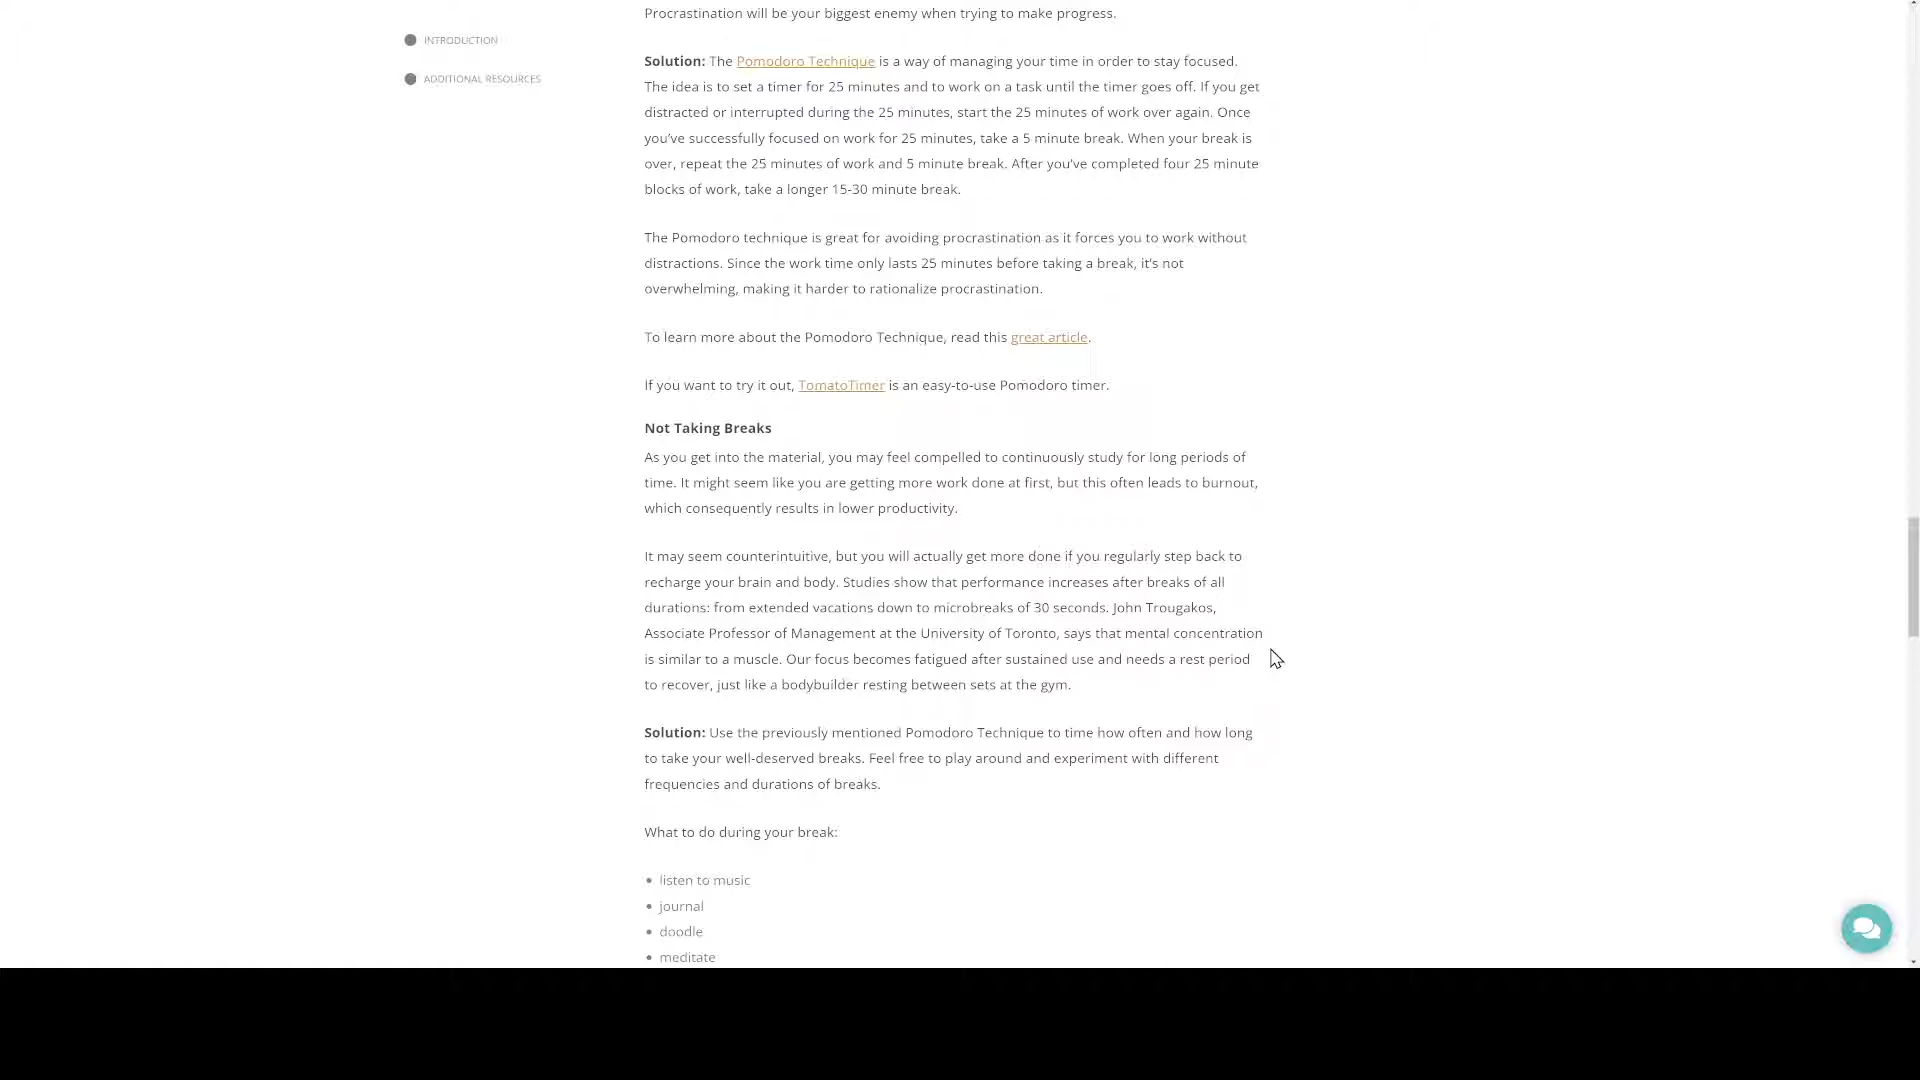 INTRODUCTION
ADDITIONAL RESOURCES
Procrastination will be your biggest enemy when trying to make progress.
Solution: The Pomodoro Technique is a way of managing your time in order to stay focused.
The idea is to set a timer for 25 minutes and to work on a task until the timer goes off. If you get
distracted or interrupted during the 25 minutes, start the 25 minutes of work over again. Once
you’ve successfully focused on work for 25 minutes, take a 5 minute break. When your break is
over, repeat the 25 minutes of work and 5 minute break. After you’ve completed four 25 minute
blocks of work, take a longer 15-30 minute break.
The Pomodoro technique is great for avoiding procrastination as it forces you to work without
distractions. Since the work time only lasts 25 minutes before taking a break, it's not
overwhelming, making it harder to rationalize procrastination.
To learn more about the Pomodoro Technique, read this great article.
If you want to try it out, TomatoTimer is an easy-to-use Pomodoro timer.
Not Taking Breaks
As you get into the material, you may feel compelled to continuously study for long periods of
time. It might seem like you are getting more work done at first, but this often leads to burnout,
which consequently results in lower productivity.
It may seem counterintuitive, but you will actually get more done if you regularly step back to
recharge your brain and body. Studies show that performance increases after breaks of all
durations: from extended vacations down to microbreaks of 30 seconds. John Trougakos,
Associate Professor of Management at the University of Toronto, says that mental concentration
is similar to a muscle. Our focus becomes fatigued after sustained use and needs a rest period
to recover, just like a bodybuilder resting between sets at the gym.
Solution: Use the previously mentioned Pomodoro Technique to time how often and how long
to take your well-deserved breaks. Feel free to play around and experiment with different
frequencies and durations of breaks.
What to do during your break:
• listen to music
• journal
• doodle
• meditate